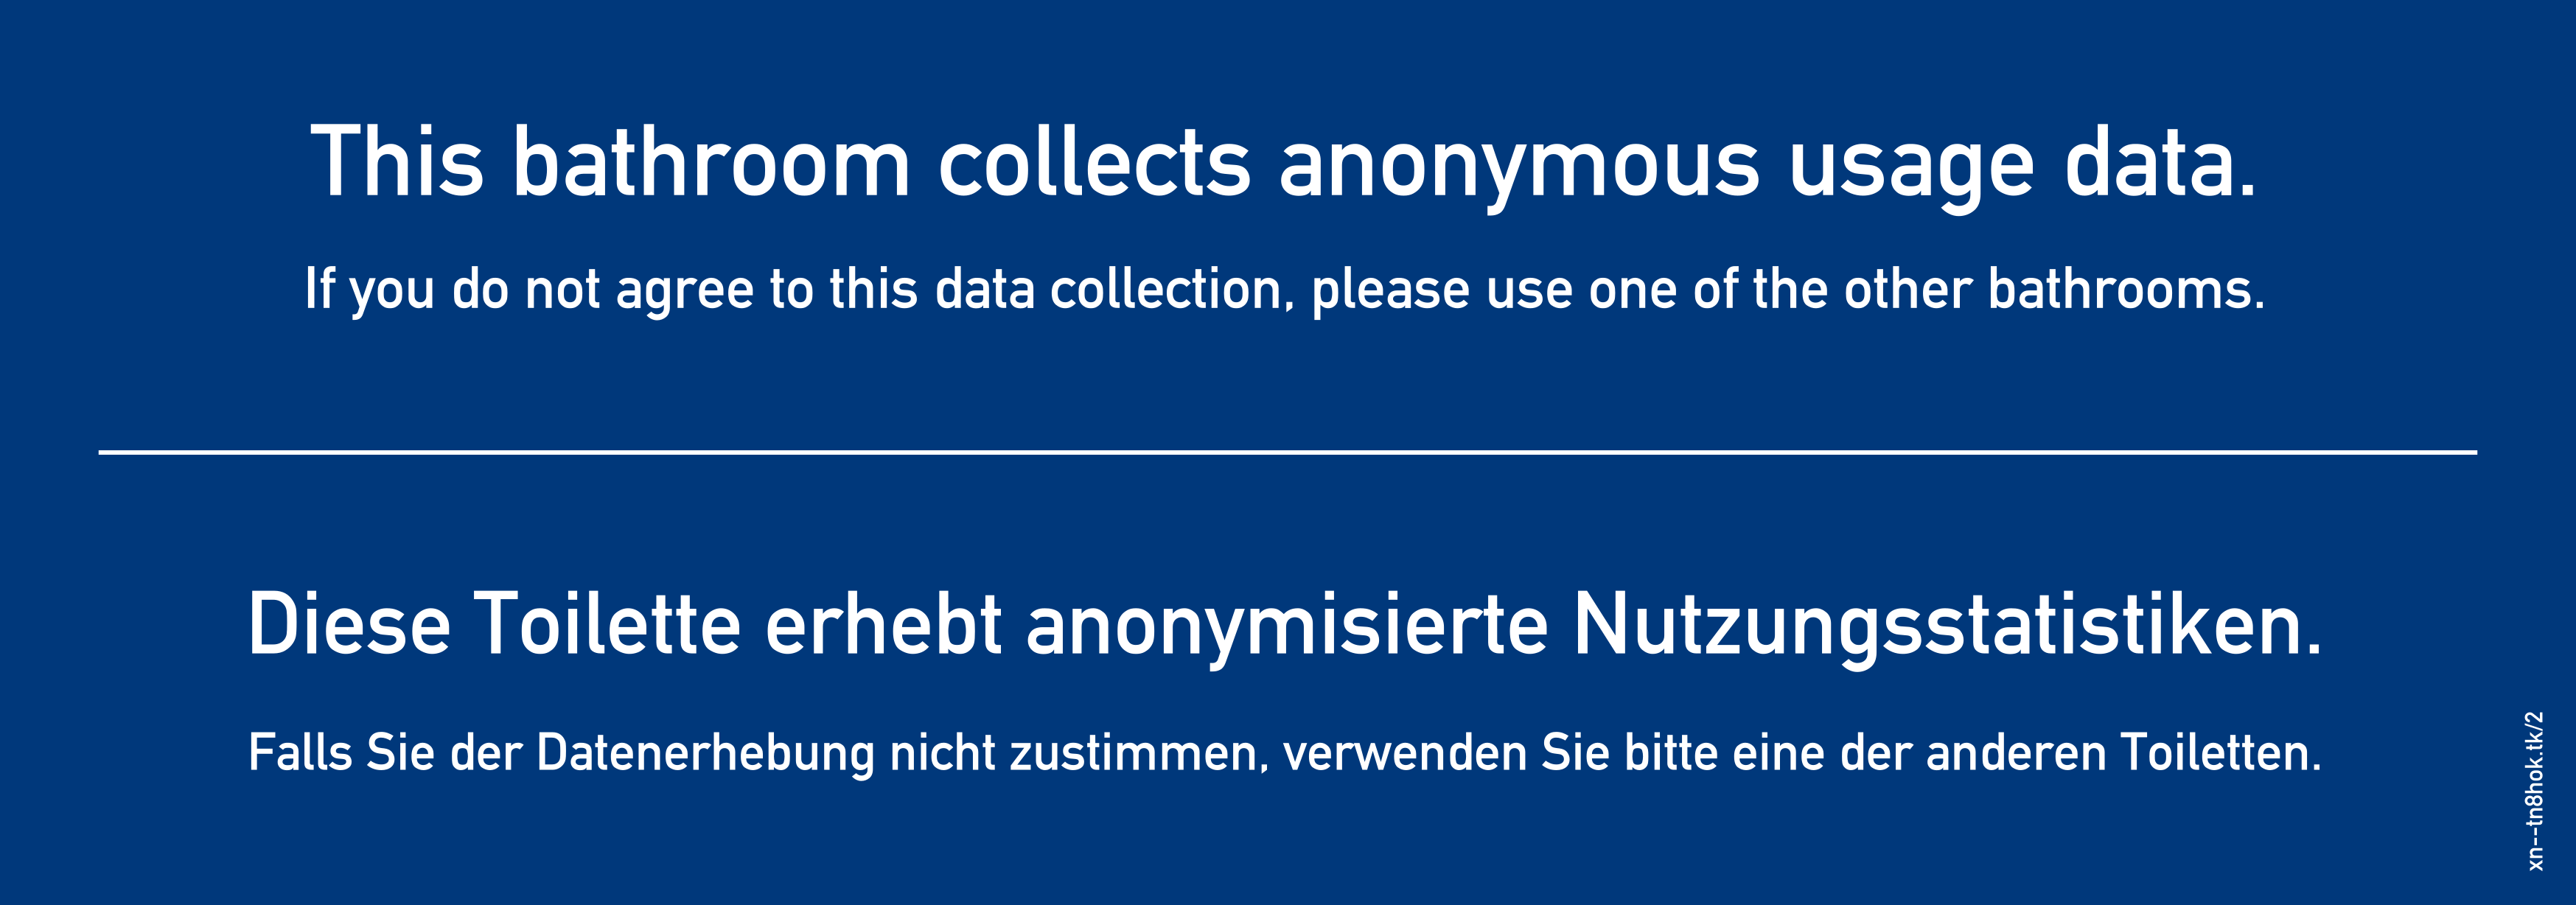 This bathroom collects anonymous usage data.
If you do not agree to this data collection, please use one of the other bathrooms.
Diese Toilette erhebt anonymisierte Nutzungsstatistiken.
Falls Sie der Datenerhebung nicht zustimmen, verwenden Sie bitte eine der anderen Toiletten.
xn--tn8hok.tk/2